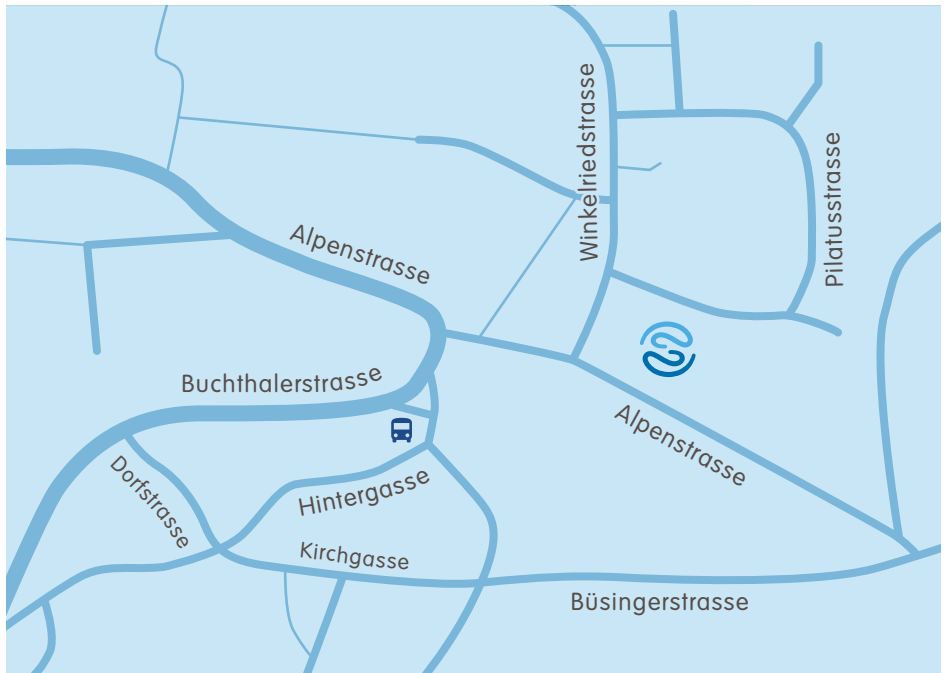 Winkelriedstrasse
Pilatusstrasse
Alpenstrasse
Buchthalerstrasse
Alpenstrasse
Dorfstrasse
Hintergasse
Kirchgasse
Büsingerstrasse